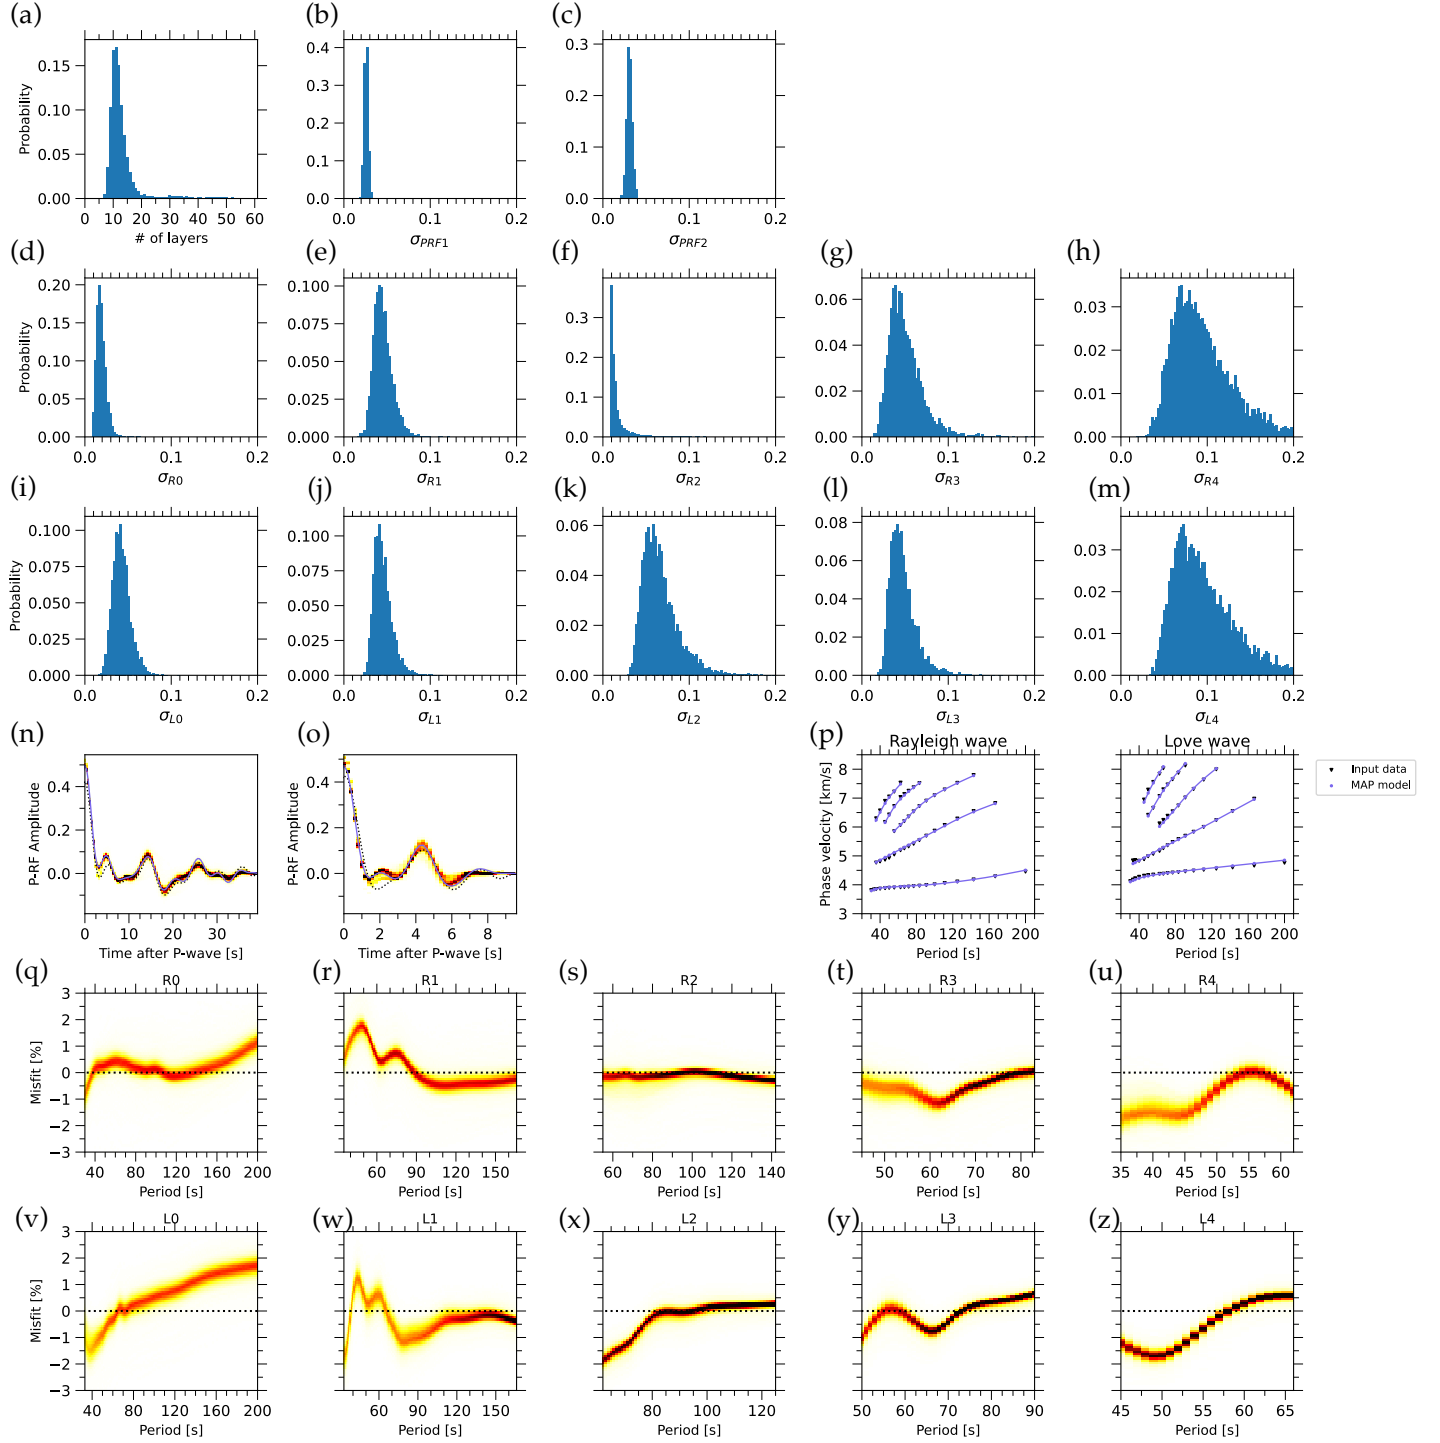 (a) (b) (c)
0.15 0.10 0.05 0.00
Probability
0 10 20 30 40 50 60
# of layers
0.4 0.3 0.2 0.1 0.0
0.0 0.1 0.2
σPRF1
0.3 0.2 0.1 0.0
0.0 0.1 0.2
σPRF2
(d) (e) (f) (g) (h)
0.20 0.15 0.10 0.05 0.00
Probability
0.0 0.1 0.2
σR0
0.100 0.075 0.050 0.025 0.000
0.0 0.1 0.2
σR1
0.3 0.2 0.1 0.0
0.0 0.1 0.2
σR2
0.06 0.04 0.02 0.00
0.0 0.1 0.2
σR3
0.03 0.02 0.01 0.00
0.0 0.1 0.2
σR4
(i) (j) (k) (l) (m)
0.100 0.075 0.050 0.025 0.000
Probability
0.0 0.1 0.2
σL0
0.100 0.075 0.050 0.025 0.000
0.0 0.1 0.2
σL1
0.06 0.04 0.02 0.00
0.0 0.1 0.2
σL2
0.08 0.06 0.04 0.02 0.00
0.0 0.1 0.2
σL3
0.03 0.02 0.01 0.00
0.0 0.1 0.2
σL4
(n) (o) (p)
0.4 0.2 0.0
P-RF Amplitude
0 10 20 30
Time after P-wave [s]
0.4 0.2 0.0
P-RF Amplitude
0 2 4 6 8
Time after P-wave [s]
Rayleigh wave
8 7 6 5 4 3
Phase velocity [km/s]
40 80 120 160 200
Period [s]
Love wave
40 80 120 160 200
Period [s]
Input data
MAP model
(q) (r) (s) (t) (u)
R0
3 2 1 0 −1 −2 −3
Misfit [%]
40 80 120 160 200
Period [s]
R1
60 90 120 150
Period [s]
R2
60 80 100 120 140
Period [s]
R3
50 60 70 80
Period [s]
R4
35 40 45 50 55 60
Period [s]
(v) (w) (x) (y) (z)
L0
3 2 1 0 −1 −2 −3
Misfit [%]
40 80 120 160 200
Period [s]
L1
60 90 120 150
Period [s]
L2
80 100 120
Period [s]
L3
50 60 70 80 90
Period [s]
L4
45 50 55 60 65
Period [s]